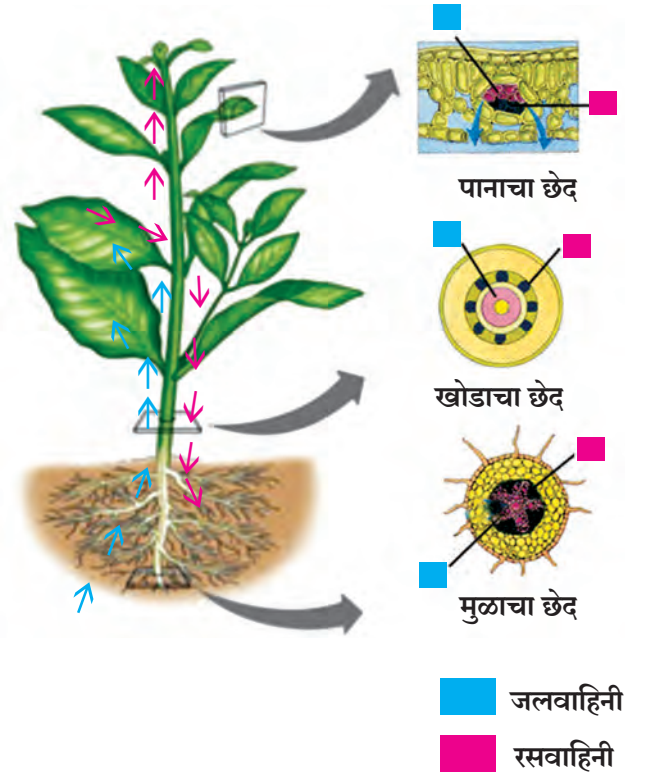 पानाचा छेद
खोडाचा छेद
मुळाचा छेद
जलवाहिनी
रसवाहिनी